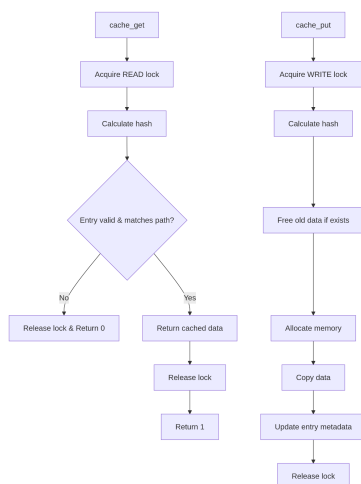 cache_get
Acquire READ lock
Calculate hash
Entry valid & matches path?
No
Yes
Release lock & Return 0
Return cached data
Release lock
Return 1
cache_put
Acquire WRITE lock
Calculate hash
Free old data if exists
Allocate memory
Copy data
Update entry metadata
Release lock